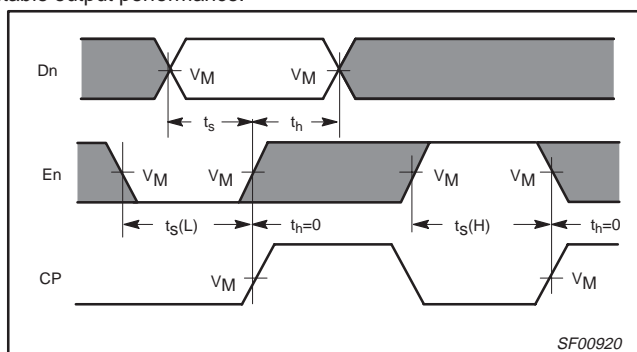 table output performance.
Dn
VM VM
ts th
En
VM VM VM VM
ts(L) th=0 ts(H) th=0
CP
VM VM
SF00920